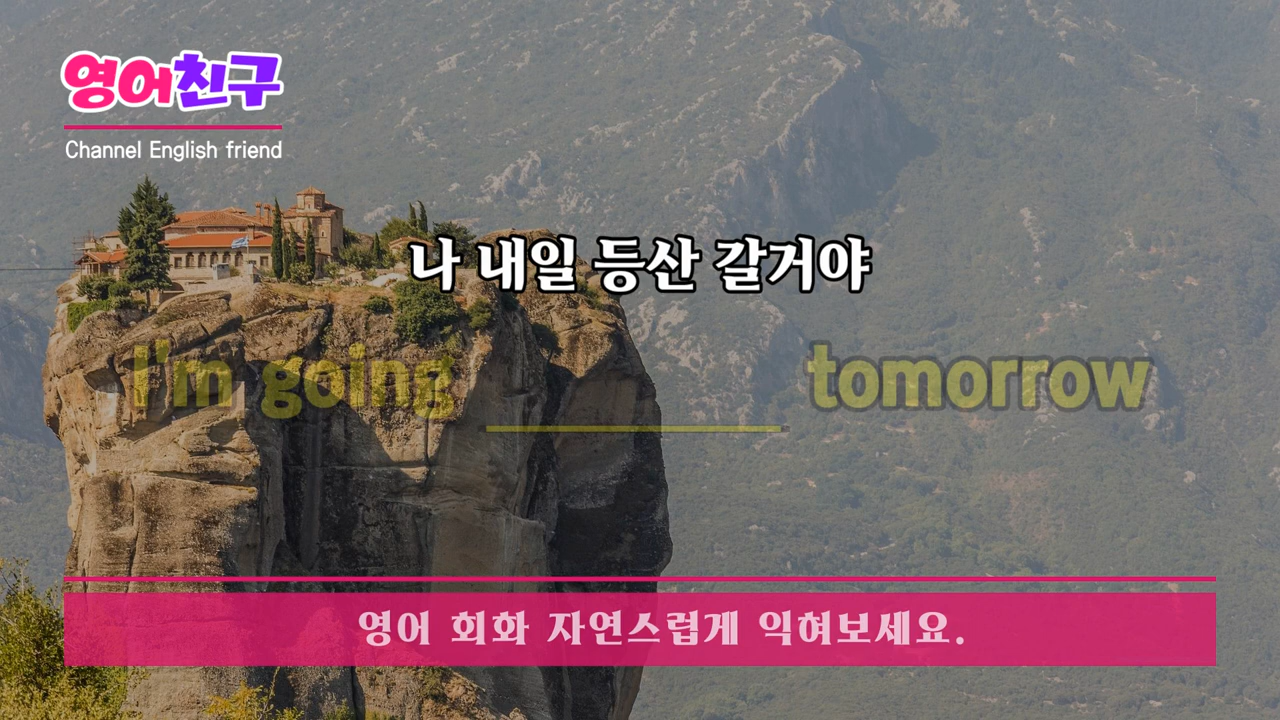 영어친구
Channel English friend
나 내일 등산 갈거야
I'm going tomorrow
영어 회화 자연스럽게 익혀보세요.